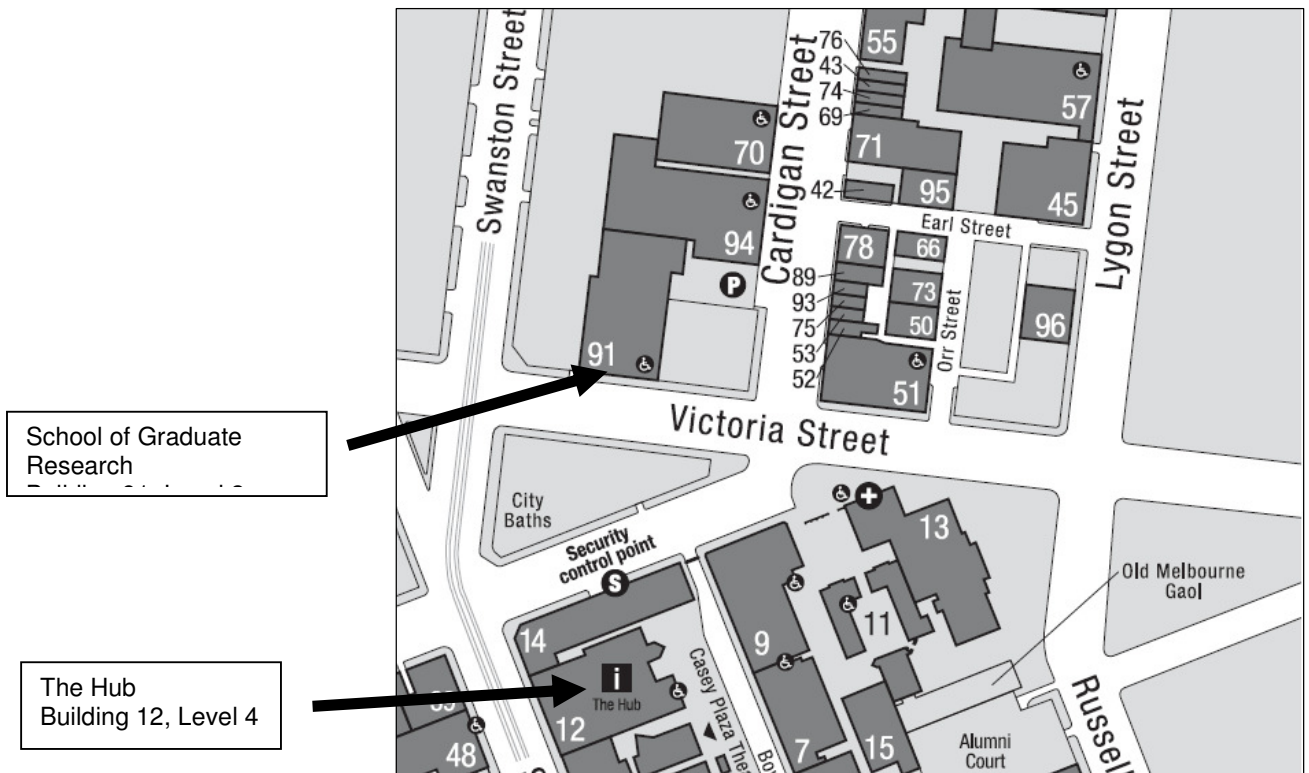 School of Graduate
Research
The Hub
Building 12, Level 4
Swanston Street
Cardigan Street
Lygon Street
Earl Street
Orr Street
Victoria Street
City
Baths
Security
control point
S
P
Old Melbourne
Gaol
Casey Plaza
i
The Hub
Alumni
Court
Russell
55
76
43
74
69
57
70
71
42
95
45
94
78
66
89
93
73
75
50
53
52
96
91
51
13
14
9
11
12
7
15
48